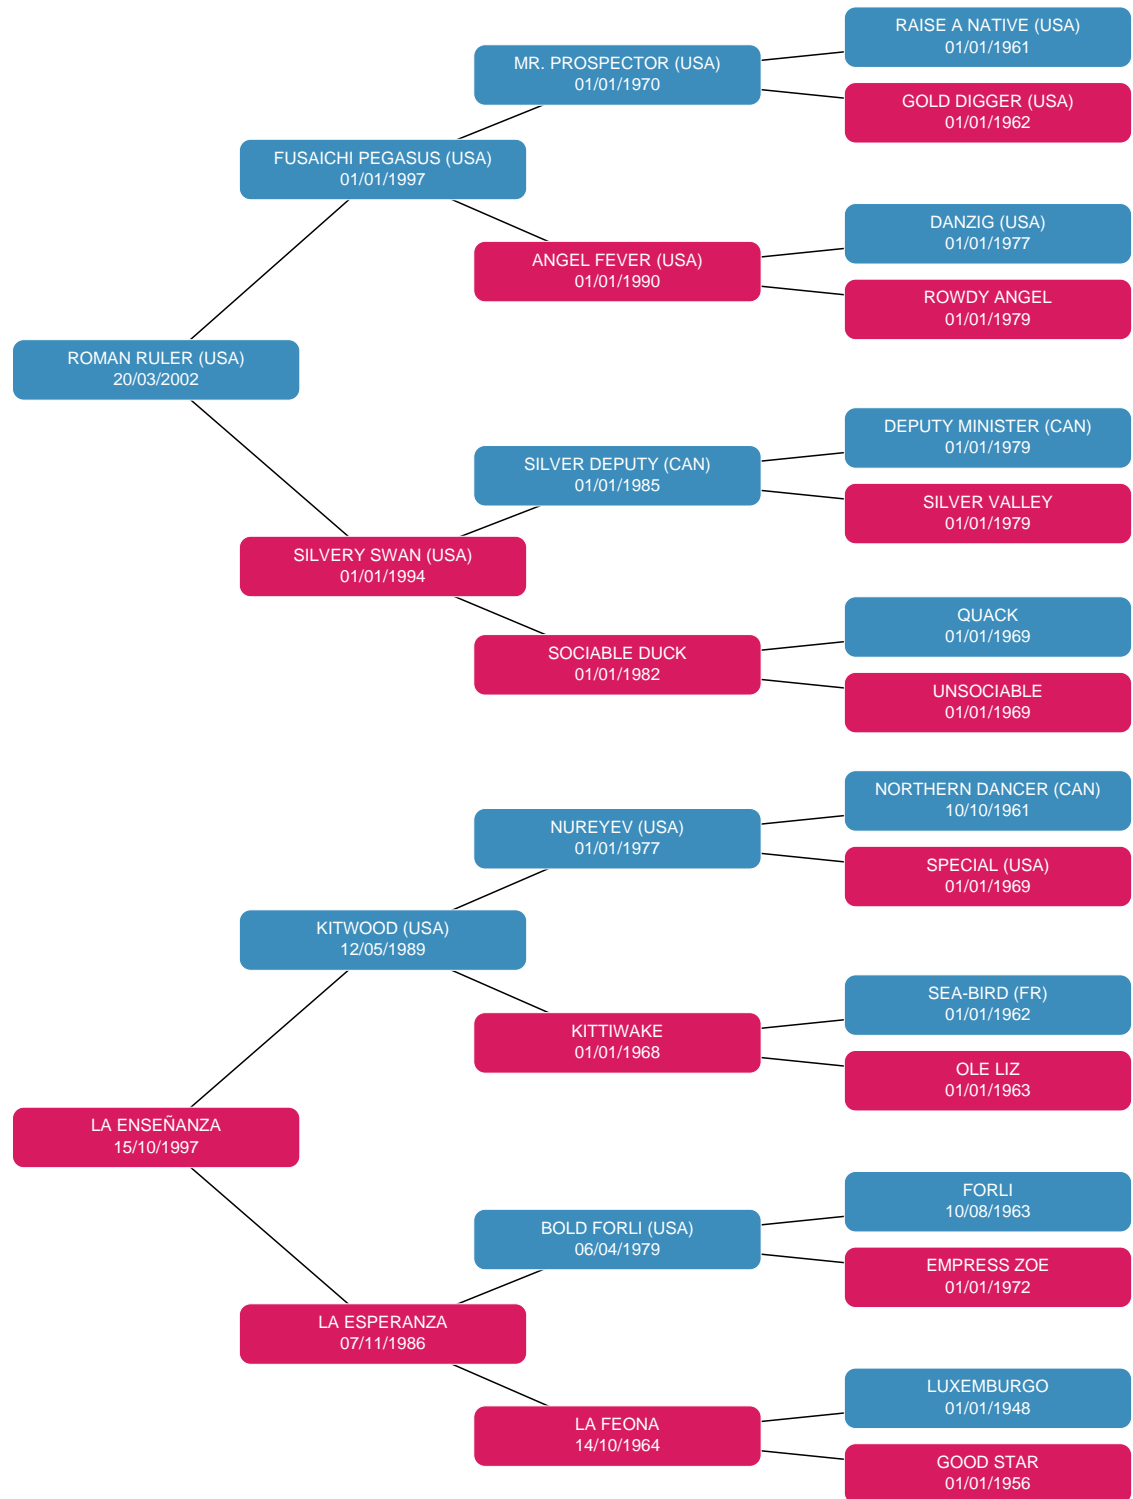 RAISE A NATIVE (USA)
01/01/1961
MR. PROSPECTOR (USA)
01/01/1970
GOLD DIGGER (USA)
01/01/1962
FUSAICHI PEGASUS (USA)
01/01/1997
DANZIG (USA)
01/01/1977
ANGEL FEVER (USA)
01/01/1990
ROWDY ANGEL
01/01/1979
ROMAN RULER (USA)
20/03/2002
DEPUTY MINISTER (CAN)
01/01/1979
SILVER DEPUTY (CAN)
01/01/1985
SILVER VALLEY
01/01/1979
SILVERY SWAN (USA)
01/01/1994
QUACK
01/01/1969
SOCIABLE DUCK
01/01/1982
UNSOCIABLE
01/01/1969
NORTHERN DANCER (CAN)
10/10/1961
NUREYEV (USA)
01/01/1977
SPECIAL (USA)
01/01/1969
KITWOOD (USA)
12/05/1989
SEA-BIRD (FR)
01/01/1962
KITTIWAKE
01/01/1968
OLE LIZ
01/01/1963
LA ENSEÑANZA
15/10/1997
FORLI
10/08/1963
BOLD FORLI (USA)
06/04/1979
EMPRESS ZOE
01/01/1972
LA ESPERANZA
07/11/1986
LUXEMBURGO
01/01/1948
LA FEONA
14/10/1964
GOOD STAR
01/01/1956